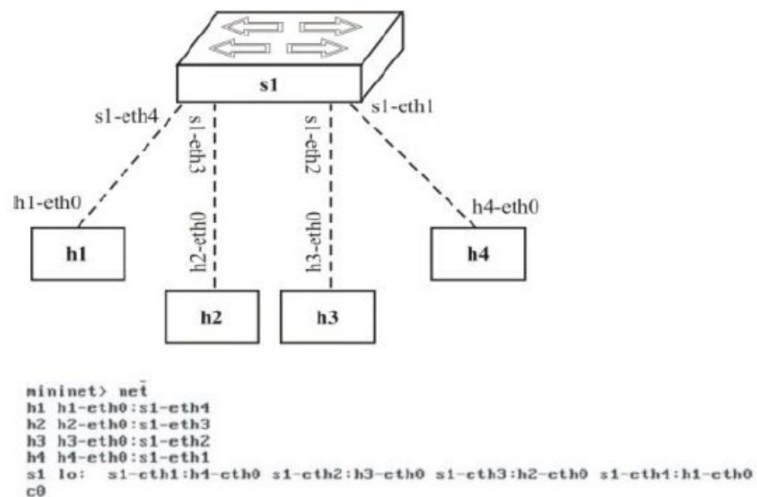 s1
s1-eth4
s1-eth3
s1-eth2
s1-eth1
h1-eth0
h2-eth0
h3-eth0
h4-eth0
h1
h2
h3
h4
mininet> net
h1 h1-eth0:s1-eth4
h2 h2-eth0:s1-eth3
h3 h3-eth0:s1-eth2
h4 h4-eth0:s1-eth1
s1 lo:  s1-eth1:h4-eth0 s1-eth2:h3-eth0 s1-eth3:h2-eth0 s1-eth4:h1-eth0
c0